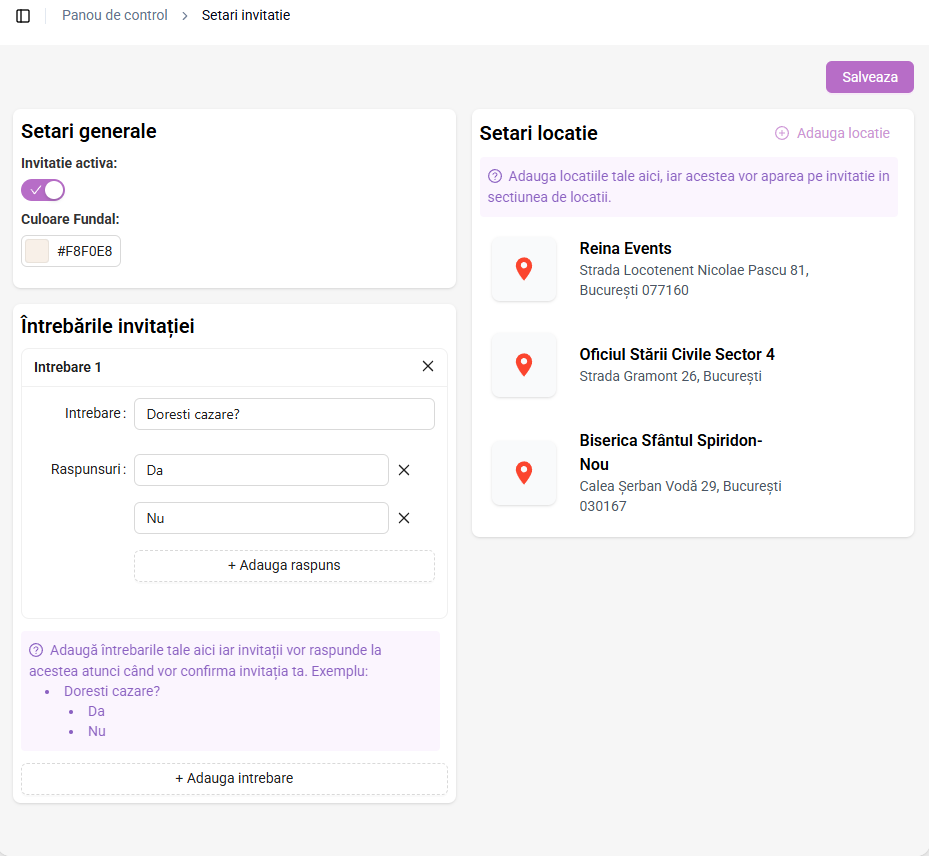 Panou de control > Setari invitatie
Salveaza
Setari generale
Invitatie activa:
Culoare Fundal:
#F8F0E8
Întrebările invitației
Intrebare 1
Intrebare: Doresti cazare?
Raspunsuri: Da
Nu
+ Adauga raspuns
Adaugă întrebarile tale aici iar invitații vor raspunde la
acestea atunci când vor confirma invitația ta. Exemplu:
• Doresti cazare?
• Da
• Nu
+ Adauga intrebare
Setari locatie
Adauga locatie
Adauga locatiile tale aici, iar acestea vor aparea pe invitatie in
sectiunea de locatii.
Reina Events
Strada Locotenent Nicolae Pascu 81,
București 077160
Oficiul Stării Civile Sector 4
Strada Gramont 26, București
Biserica Sfântul Spiridon-
Nou
Calea Șerban Vodă 29, București
030167